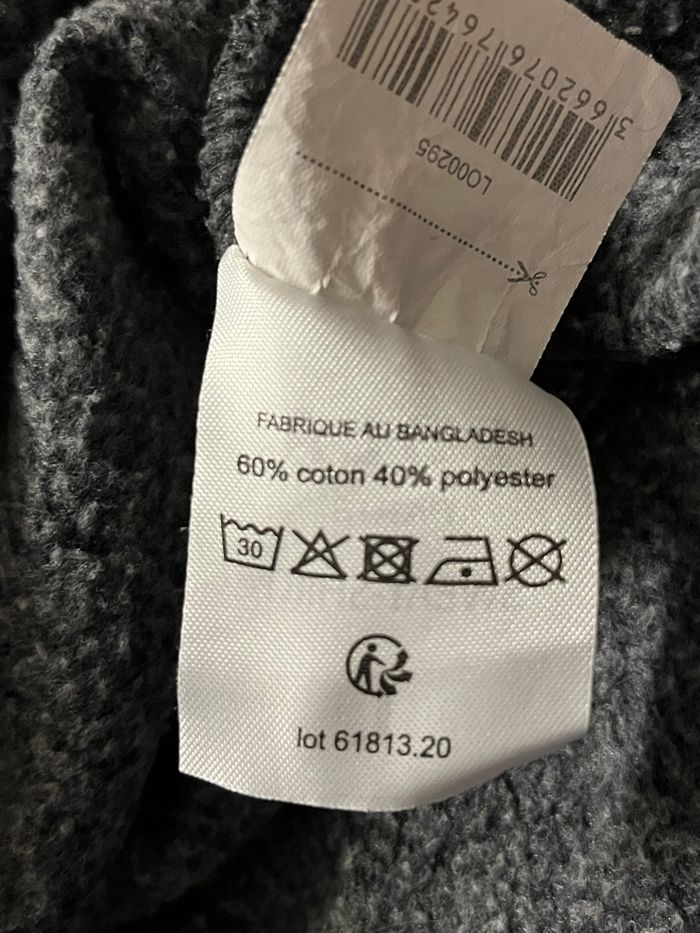 LO00295
FABRIQUE AU BANGLADESH
60% coton 40% polyester
30
lot 61813.20